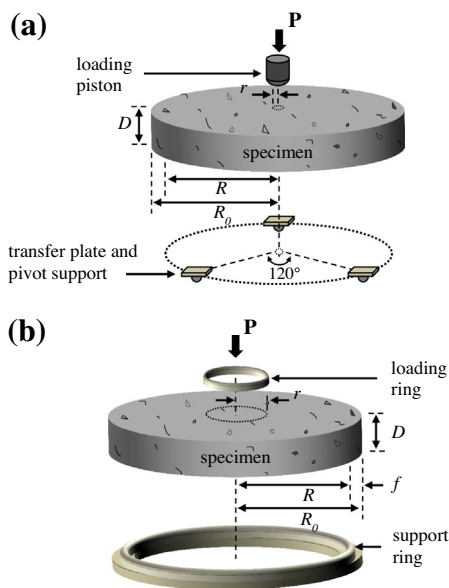 (a)
P
loading
piston
r
D
specimen
R
R0
transfer plate and
pivot support
120°
(b)
P
loading
ring
r
D
specimen
R
f
R0
support
ring